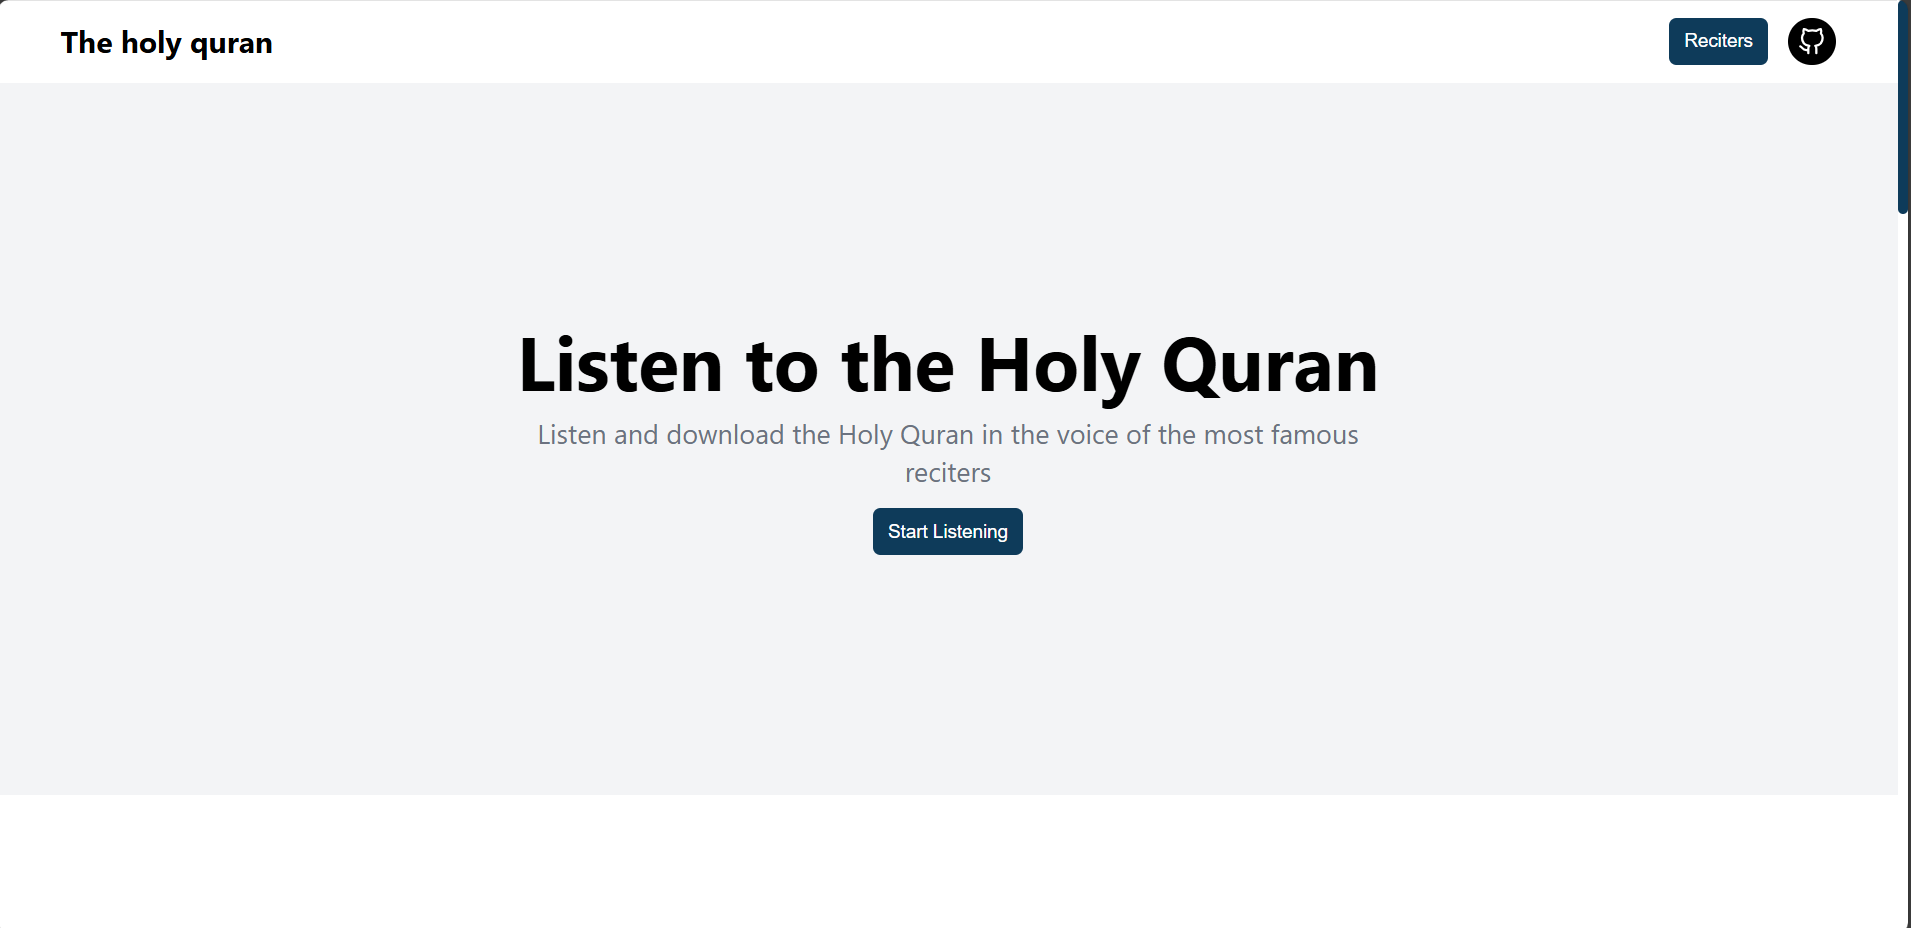 The holy quran
Reciters
Listen to the Holy Quran
Listen and download the Holy Quran in the voice of the most famous
reciters
Start Listening